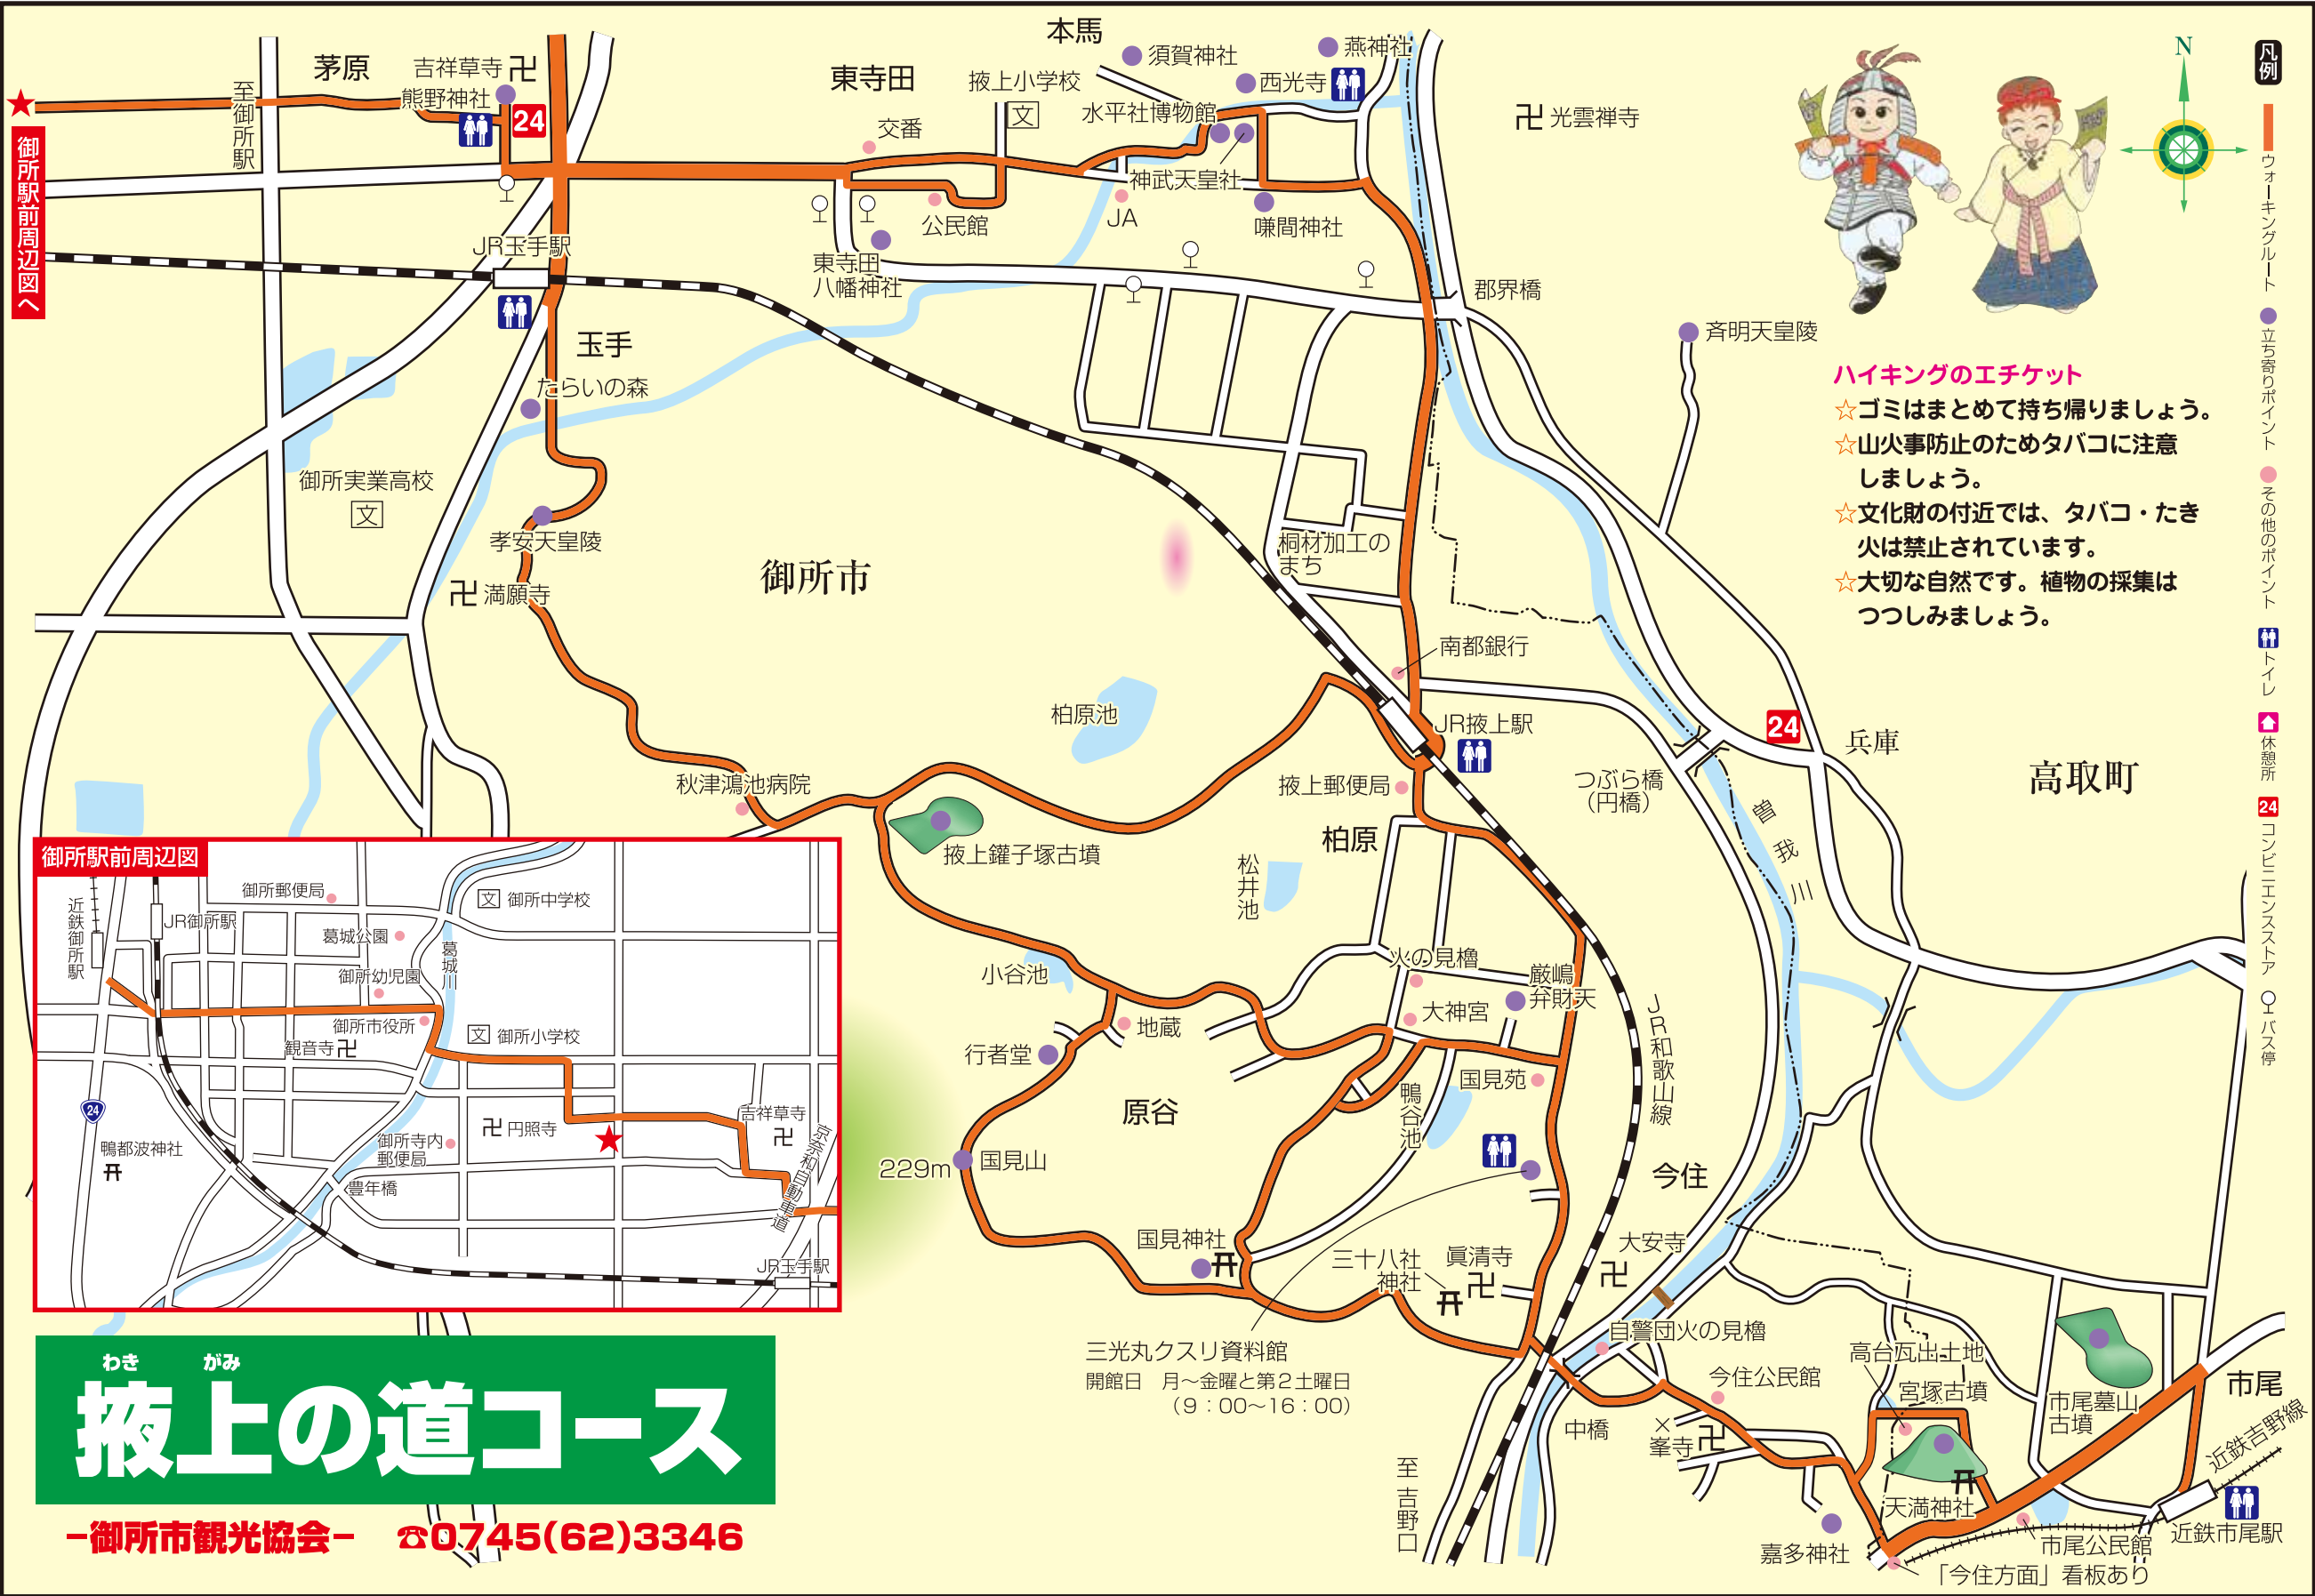 本馬
須賀神社
燕神社
茅原
吉祥草寺
熊野神社
24
至御所駅
東寺田
掖上小学校
文
西光寺
水平社博物館
交番
光雲禅寺
N
凡例
ウォーキングルート
立ち寄りポイント
その他のポイント
トイレ
休憩所
24
コンビニエンスストア
バス停
御所駅前周辺図へ
神武天皇社
JA
嗛間神社
公民館
JR玉手駅
東寺田
八幡神社
郡界橋
斉明天皇陵
玉手
たらいの森
ハイキングのエチケット
☆ゴミはまとめて持ち帰りましょう。
☆山火事防止のためタバコに注意
しましょう。
☆文化財の付近では、タバコ・たき
火は禁止されています。
☆大切な自然です。植物の採集は
つつしみましょう。
御所実業高校
文
孝安天皇陵
満願寺
御所市
桐材加工の
まち
南都銀行
柏原池
JR掖上駅
24
兵庫
高取町
つぶら橋
（円橋）
曽我川
秋津鴻池病院
掖上郵便局
柏原
掖上鑵子塚古墳
松井池
小谷池
火の見櫓
厳嶋
弁財天
大神宮
地蔵
行者堂
JR和歌山線
国見苑
原谷
鴨谷池
229m
国見山
今住
国見神社
三十八社
神社
眞清寺
大安寺
三光丸クスリ資料館
開館日　月〜金曜と第２土曜日
（９：00〜16：00）
自警団火の見櫓
高台瓦出土地
今住公民館
宮塚古墳
市尾墓山
古墳
市尾
近鉄吉野線
中橋
×
峯寺
至 吉野口
天満神社
嘉多神社
市尾公民館
近鉄市尾駅
「今住方面」看板あり
御所駅前周辺図
近鉄御所駅
JR御所駅
御所郵便局
文 御所中学校
葛城公園
葛城川
御所幼児園
御所市役所
文 御所小学校
観音寺
24
円照寺
吉祥草寺
鴨都波神社
御所寺内
郵便局
豊年橋
京奈和自動車道
JR玉手駅
わき　がみ
掖上の道コース
−御所市観光協会−　☎0745(62)3346